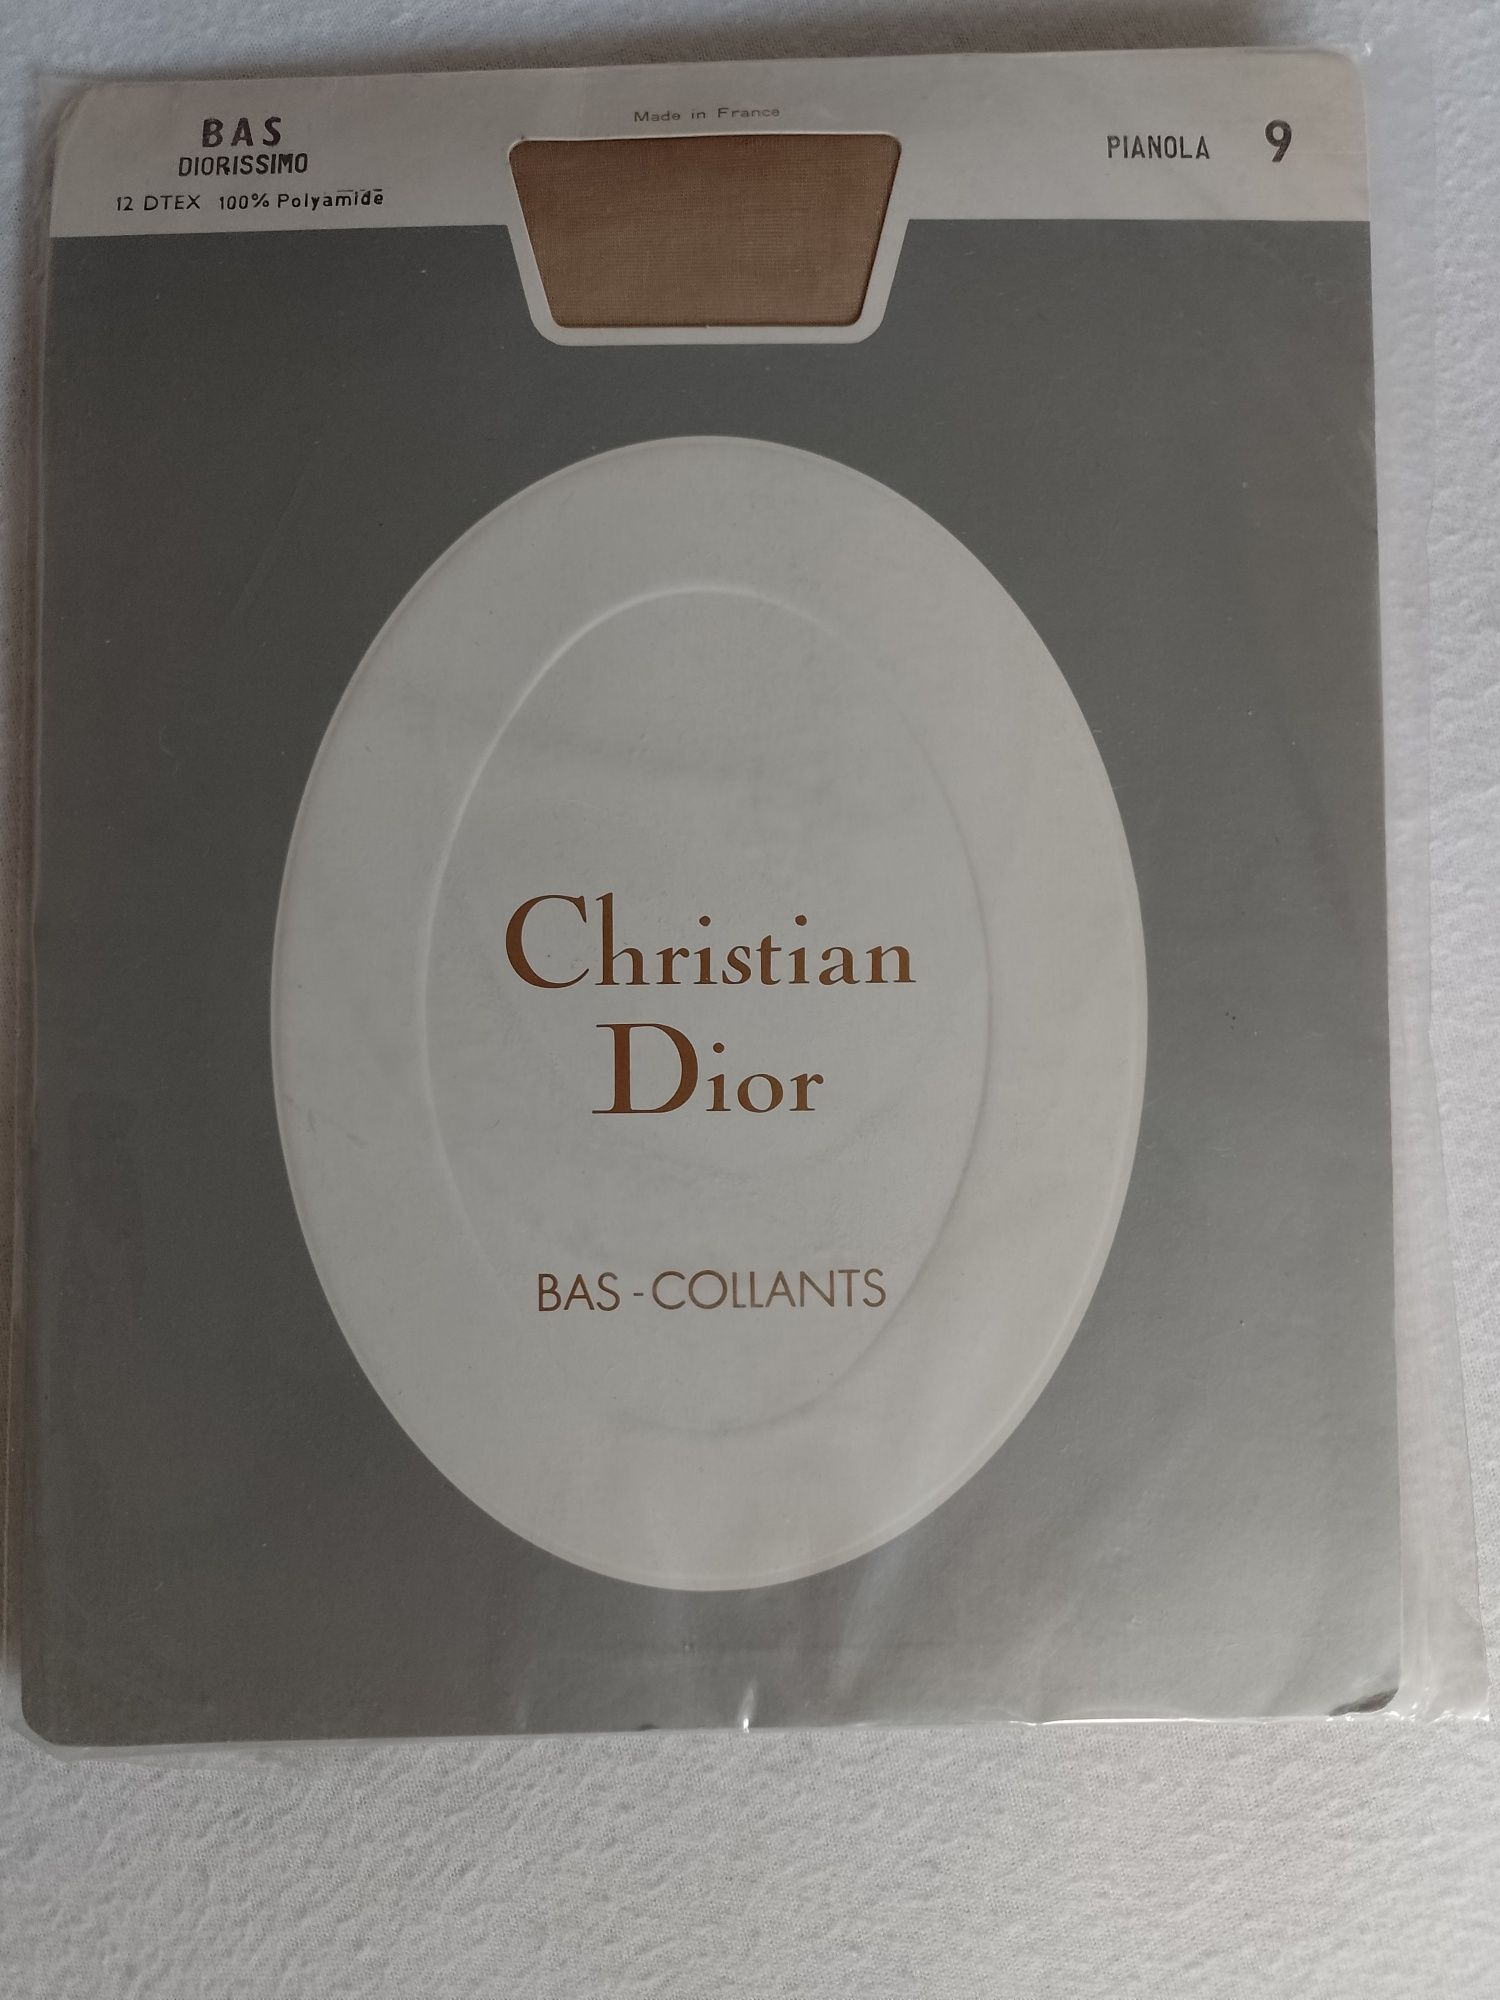 BAS
DIORISSIMO
12 DTEX 100% Polyamide
Made in France
PIANOLA 9
Christian
Dior
BAS - COLLANTS